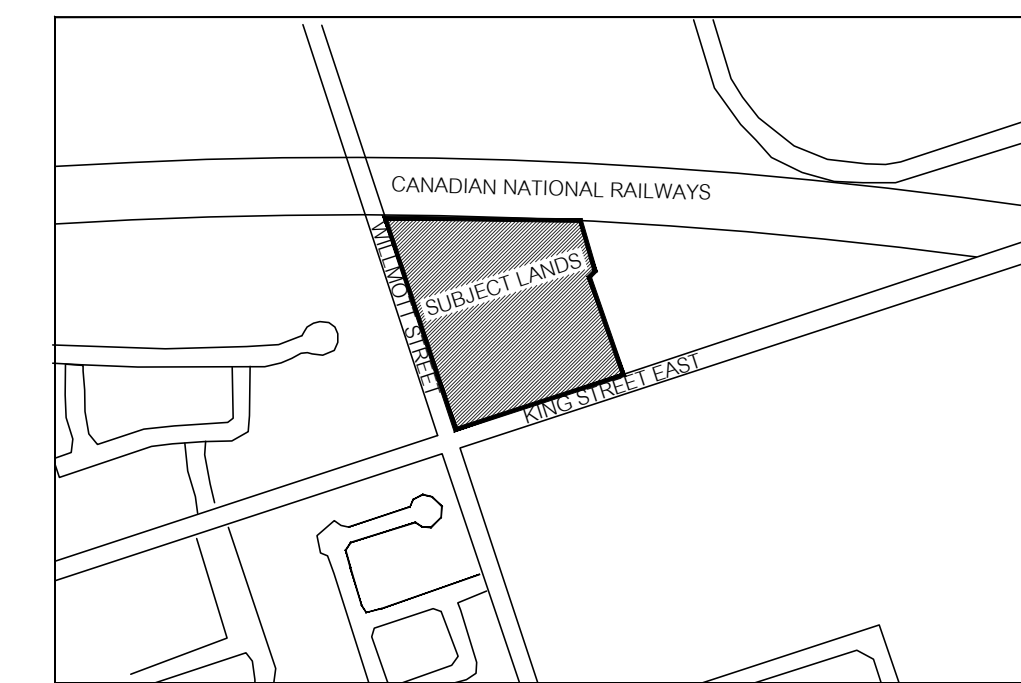 CANADIAN NATIONAL RAILWAYS
WILLMOTT STREET
SUBJECT LANDS
KING STREET EAST